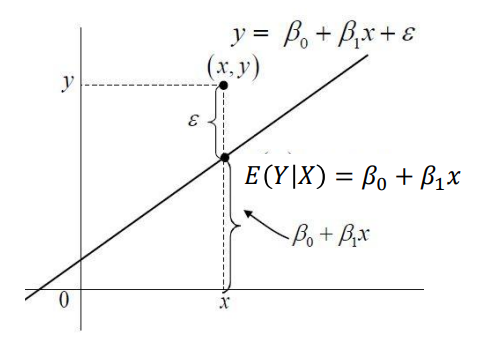 y = β₀ + β₁x + ε
(x, y)
y
ε
E(Y|X) = β₀ + β₁x
β₀ + β₁x
0
x